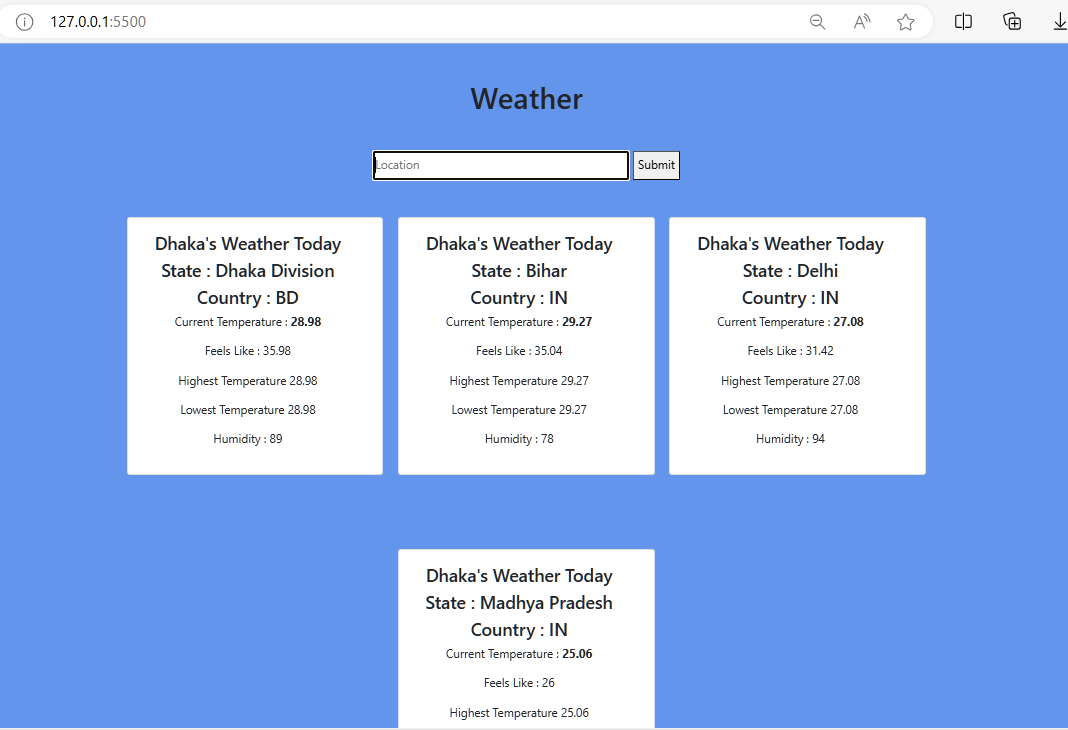 127.0.0.1:5500
Weather
Location
Submit
Dhaka's Weather Today
State : Dhaka Division
Country : BD
Current Temperature : 28.98
Feels Like : 35.98
Highest Temperature 28.98
Lowest Temperature 28.98
Humidity : 89
Dhaka's Weather Today
State : Bihar
Country : IN
Current Temperature : 29.27
Feels Like : 35.04
Highest Temperature 29.27
Lowest Temperature 29.27
Humidity : 78
Dhaka's Weather Today
State : Delhi
Country : IN
Current Temperature : 27.08
Feels Like : 31.42
Highest Temperature 27.08
Lowest Temperature 27.08
Humidity : 94
Dhaka's Weather Today
State : Madhya Pradesh
Country : IN
Current Temperature : 25.06
Feels Like : 26
Highest Temperature 25.06